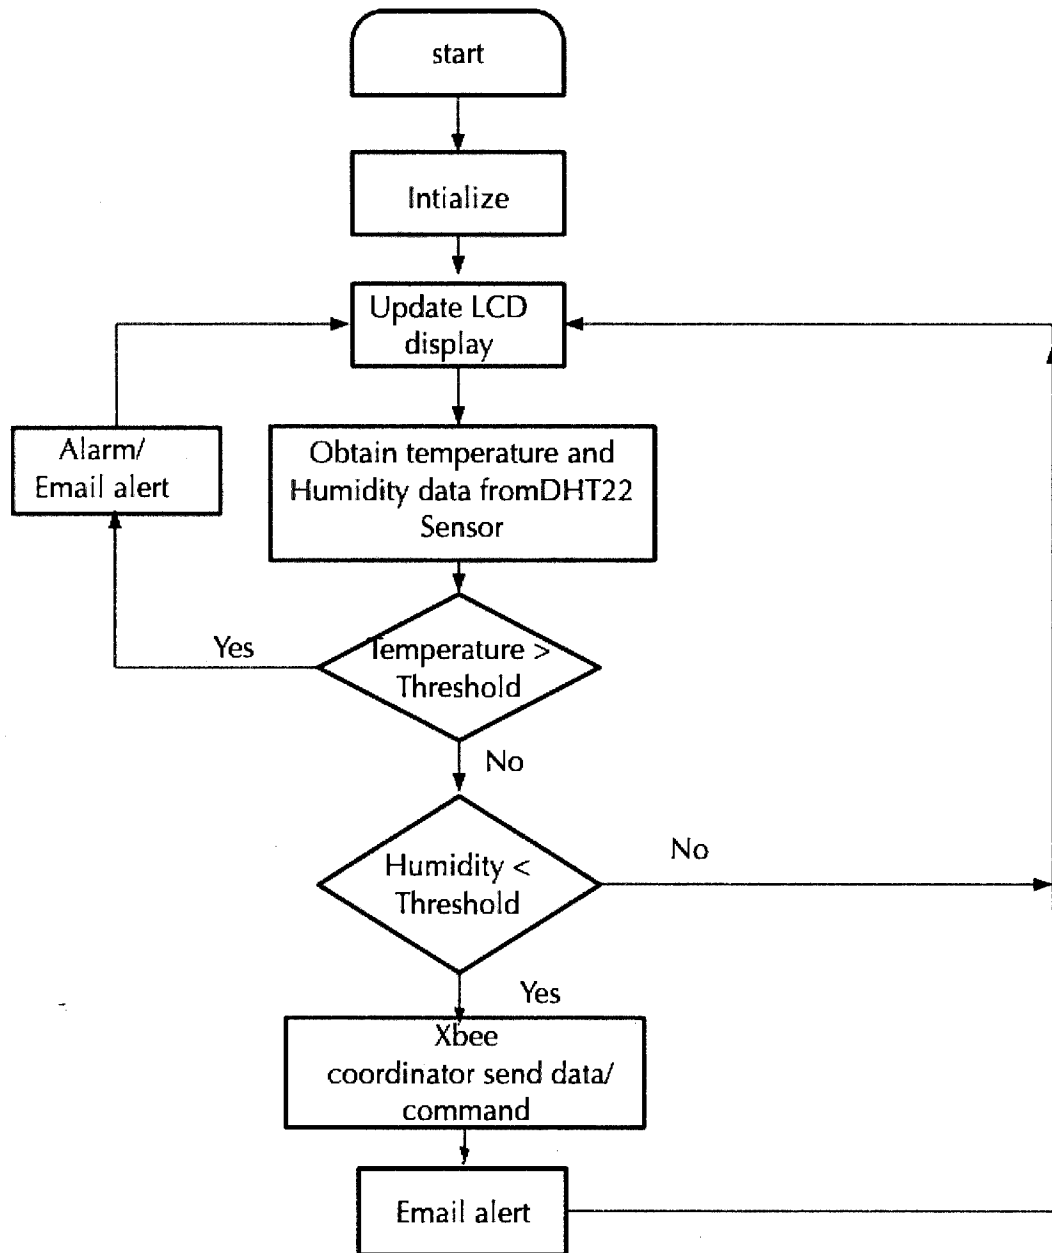 start
Intialize
Update LCD
display
Alarm/
Email alert
Obtain temperature and
Humidity data fromDHT22
Sensor
Yes
Temperature >
Threshold
No
Humidity <
Threshold
No
Yes
Xbee
coordinator send data/
command
Email alert